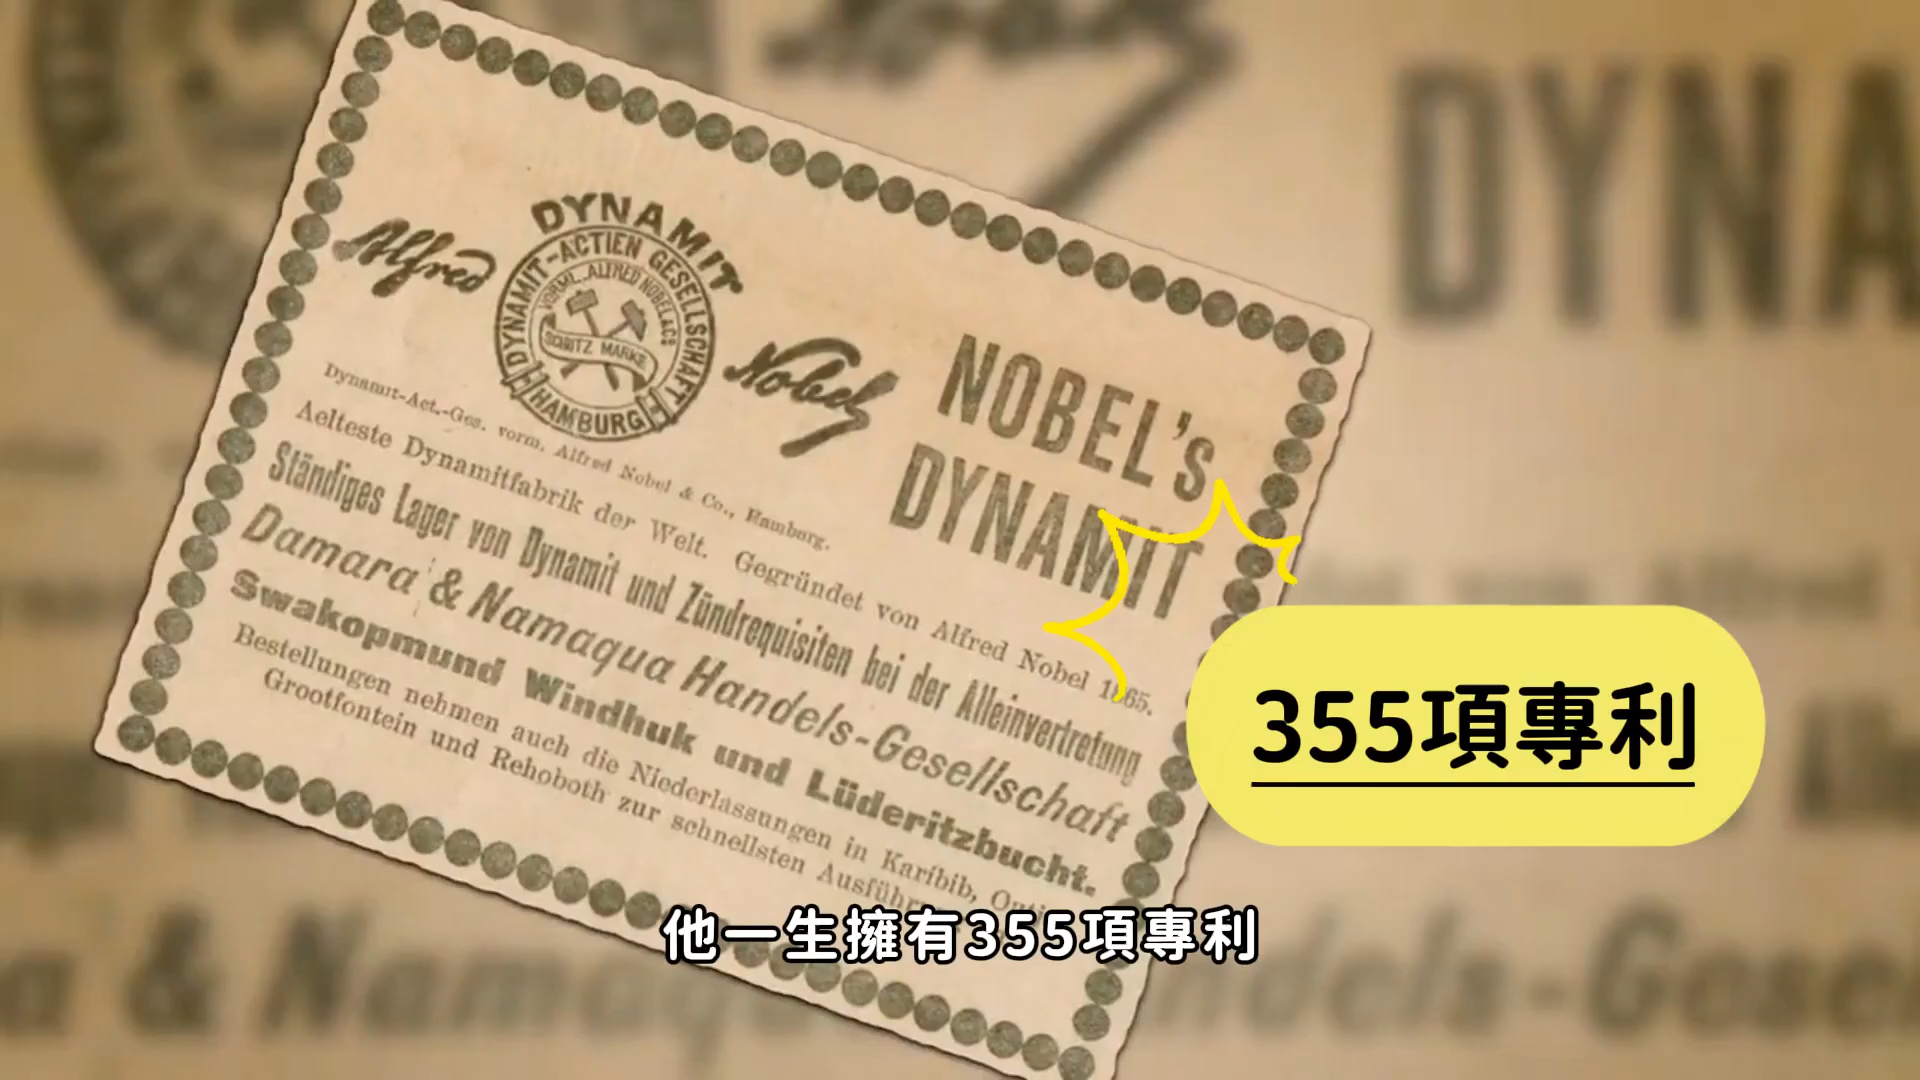 DYNAMIT
DYNAMIT-ACTIEN GESELLSCHAFT
VORML. ALFRED NOBEL & Co
SCHUTZ MARKE
HAMBURG
Alfred
Nobel
NOBEL's
DYNAMIT
Dynamit-Act.-Ges. vorm. Alfred Nobel & Co., Hamburg.
Aelteste Dynamitfabrik der Welt. Gegründet von Alfred Nobel 1865.
Ständiges Lager von Dynamit und Zündrequisiten bei der Alleinvertretung
Damara & Namaqua Handels-Gesellschaft
Swakopmund Windhuk und Lüderitzbucht.
Bestellungen nehmen auch die Niederlassungen in Karibib,
Grootfontein und Rehoboth zur schnellsten
355項專利
他一生擁有355項專利
DYNA